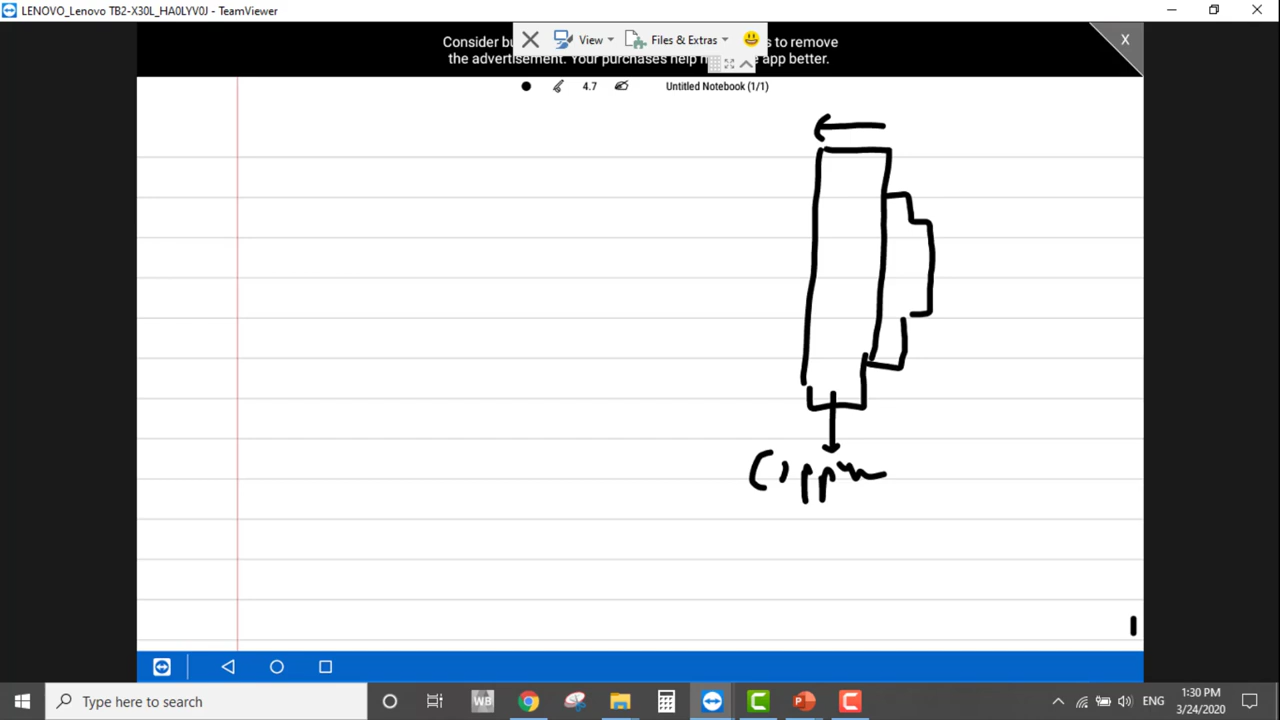 LENOVO_Lenovo TB2-X30L_HA0LYV0J - TeamViewer
Consider bu
View
Files & Extras
s to remove
the advertisement. Your purchases help
e app better.
X
4.7
Untitled Notebook (1/1)
Type here to search
WB
ENG
1:30 PM
3/24/2020